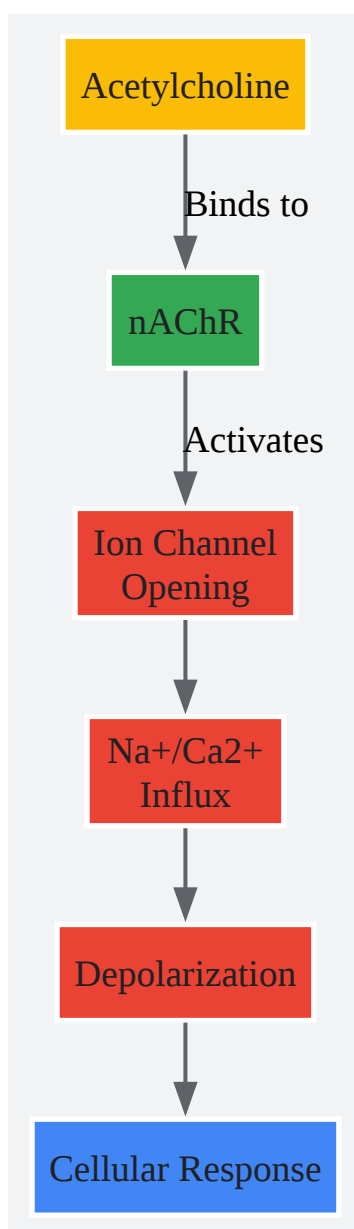 Acetylcholine
Binds to
nAChR
Activates
Ion Channel
Opening
Na+/Ca2+
Influx
Depolarization
Cellular Response